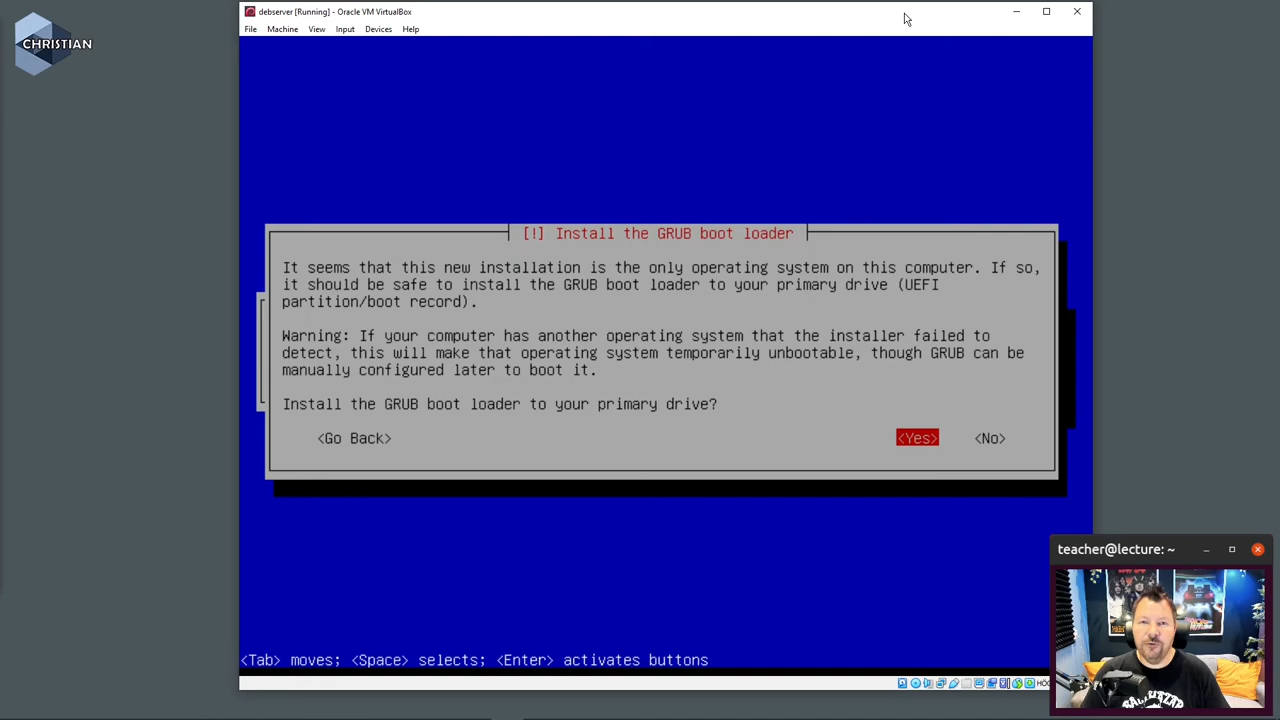 CHRISTIAN
debserver [Running] - Oracle VM VirtualBox
File Machine View Input Devices Help
[!] Install the GRUB boot loader
It seems that this new installation is the only operating system on this computer. If so,
it should be safe to install the GRUB boot loader to your primary drive (UEFI
partition/boot record).
Warning: If your computer has another operating system that the installer failed to
detect, this will make that operating system temporarily unbootable, though GRUB can be
manually configured later to boot it.
Install the GRUB boot loader to your primary drive?
<Go Back> <Yes> <No>
teacher@lecture: ~
<Tab> moves; <Space> selects; <Enter> activates buttons